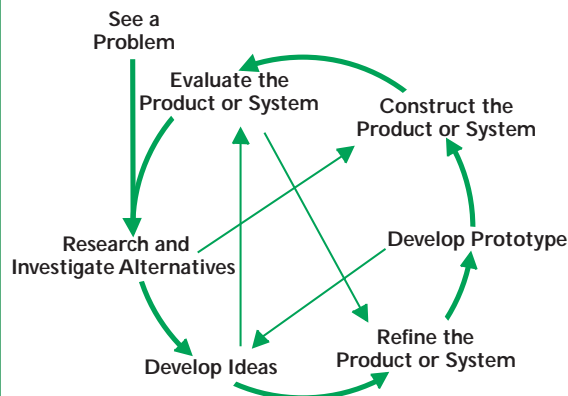 See a
Problem
Evaluate the
Product or System
Construct the
Product or System
Research and
Investigate Alternatives
Develop Prototype
Develop Ideas
Refine the
Product or System